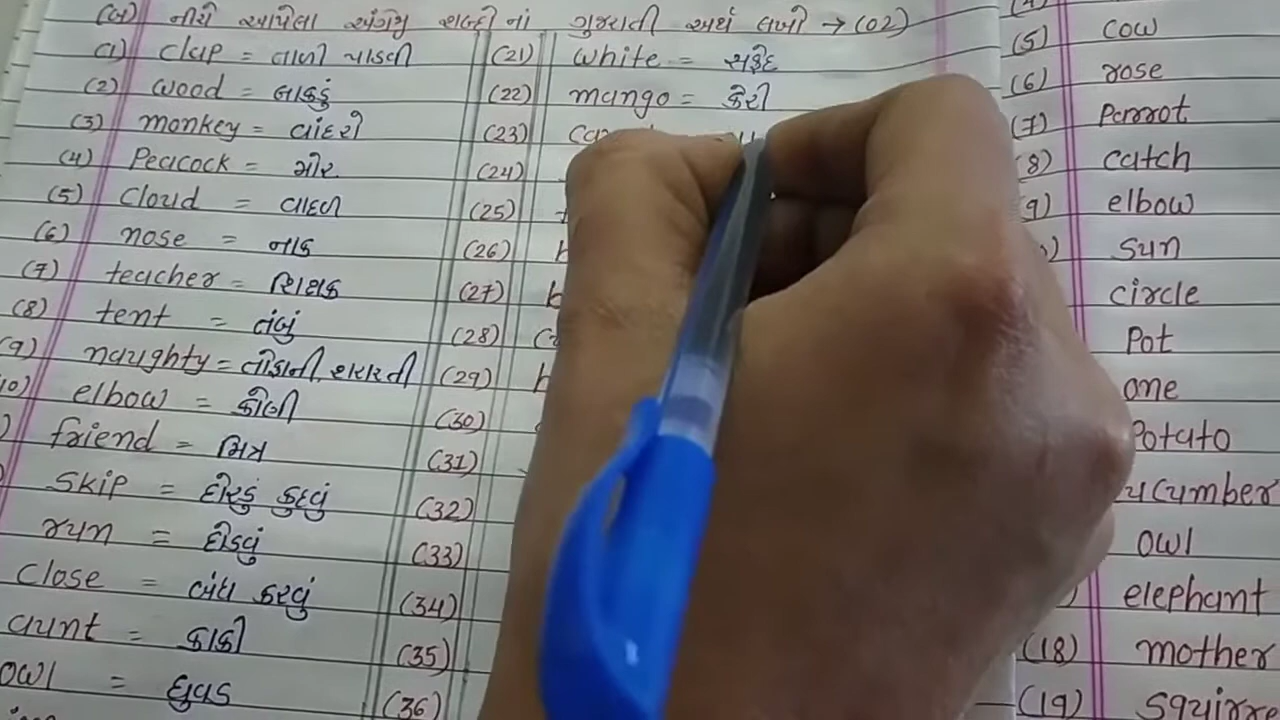 (બ) નીચે આપેલા અંગ્રેજી શબ્દોનાં ગુજરાતી અર્થ લખો → (02)
(1) clap = તાળી પાડવી
(2) wood = લાકડું
(3) monkey = વાંદરો
(4) Peacock = મોર
(5) cloud = વાદળ
(6) nose = નાક
(7) teacher = શિક્ષક
(8) tent = તંબું
(9) naughty = તોફાની, શરારતી
10) elbow = કોણી
) friend = મિત્ર
skip = દોરડું કુદવું
run = દોડવું
close = બંધ કરવું
aunt = કાકી
owl = ઘુવડ
(21) white = સફેદ
(22) mango = કેરી
(23)
(24)
(25)
(26)
(27)
(28)
(29)
(30)
(31)
(32)
(33)
(34)
(35)
(36)
(5) cow
(6) rose
(7) Parrot
(8) catch
(9) elbow
) sun
circle
Pot
one
Potato
ucumber
owl
) elephant
(18) mother
(19) squirre